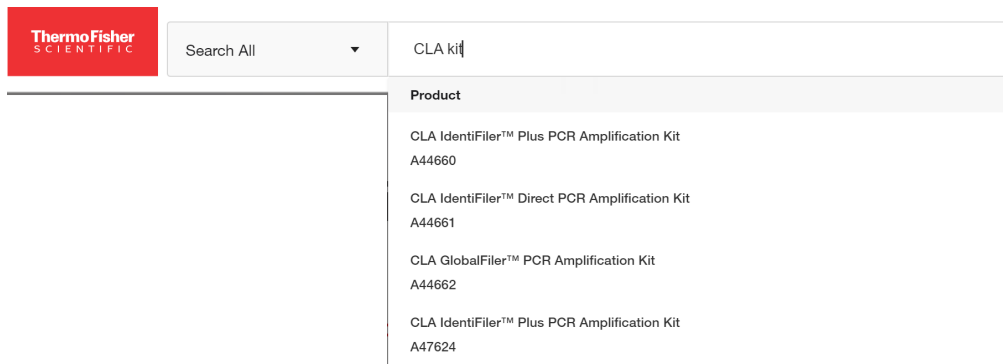 ThermoFisher
SCIENTIFIC
Search All
CLA kit
Product
CLA IdentiFiler™ Plus PCR Amplification Kit
A44660
CLA IdentiFiler™ Direct PCR Amplification Kit
A44661
CLA GlobalFiler™ PCR Amplification Kit
A44662
CLA IdentiFiler™ Plus PCR Amplification Kit
A47624